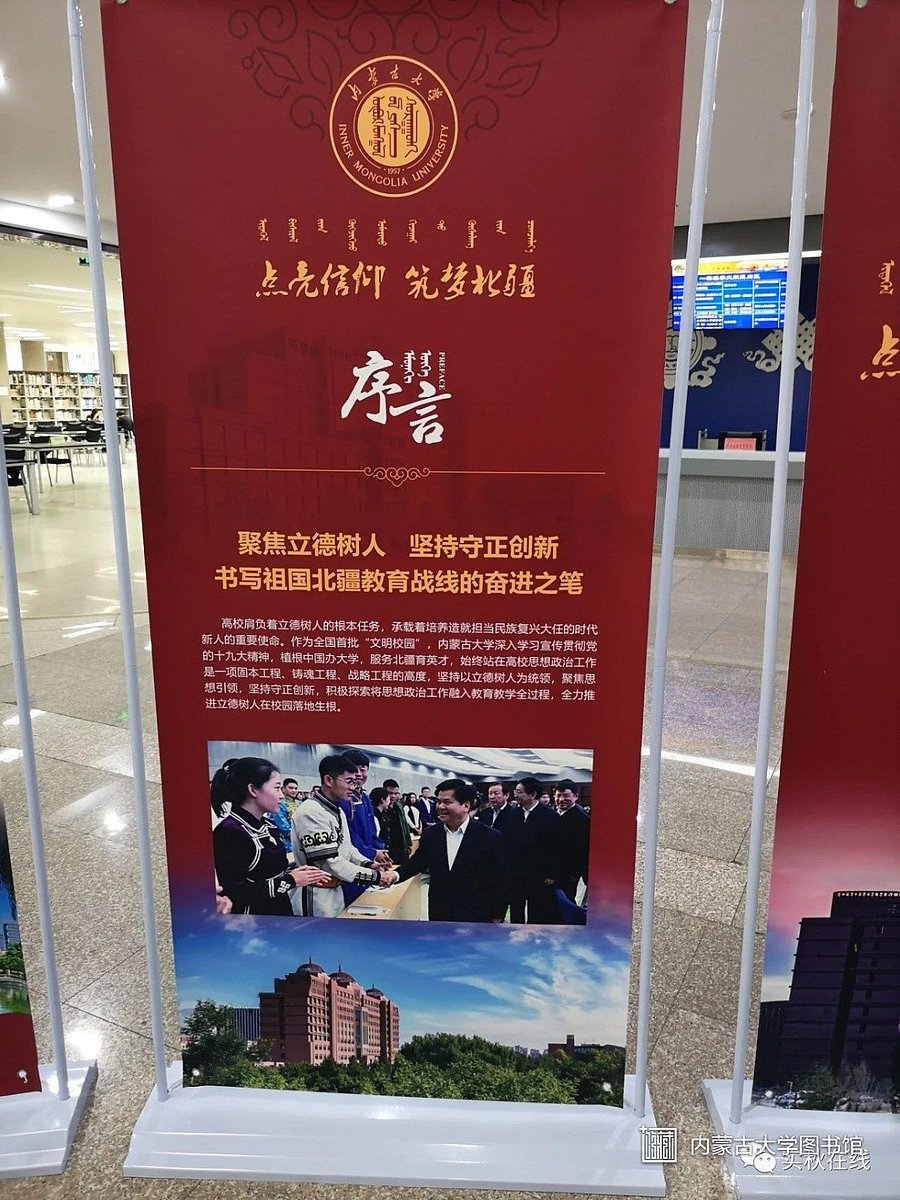 内蒙古大学
1957
INNER MONGOLIA UNIVERSITY
点亮信仰 筑梦北疆
序言
PREFACE
聚焦立德树人 坚持守正创新
书写祖国北疆教育战线的奋进之笔
高校肩负着立德树人的根本任务，承载着培养造就担当民族复兴大任的时代
新人的重要使命。作为全国首批“文明校园”，内蒙古大学深入学习宣传贯彻党
的十九大精神，植根中国办大学，服务北疆育英才，始终站在高校思想政治工作
是一项固本工程、铸魂工程、战略工程的高度，坚持以立德树人为统领，聚焦思
想引领，坚持守正创新，积极探索将思想政治工作融入教育教学全过程，全力推
进立德树人在校园落地生根。
点
内蒙古大学图书馆
头秋在线